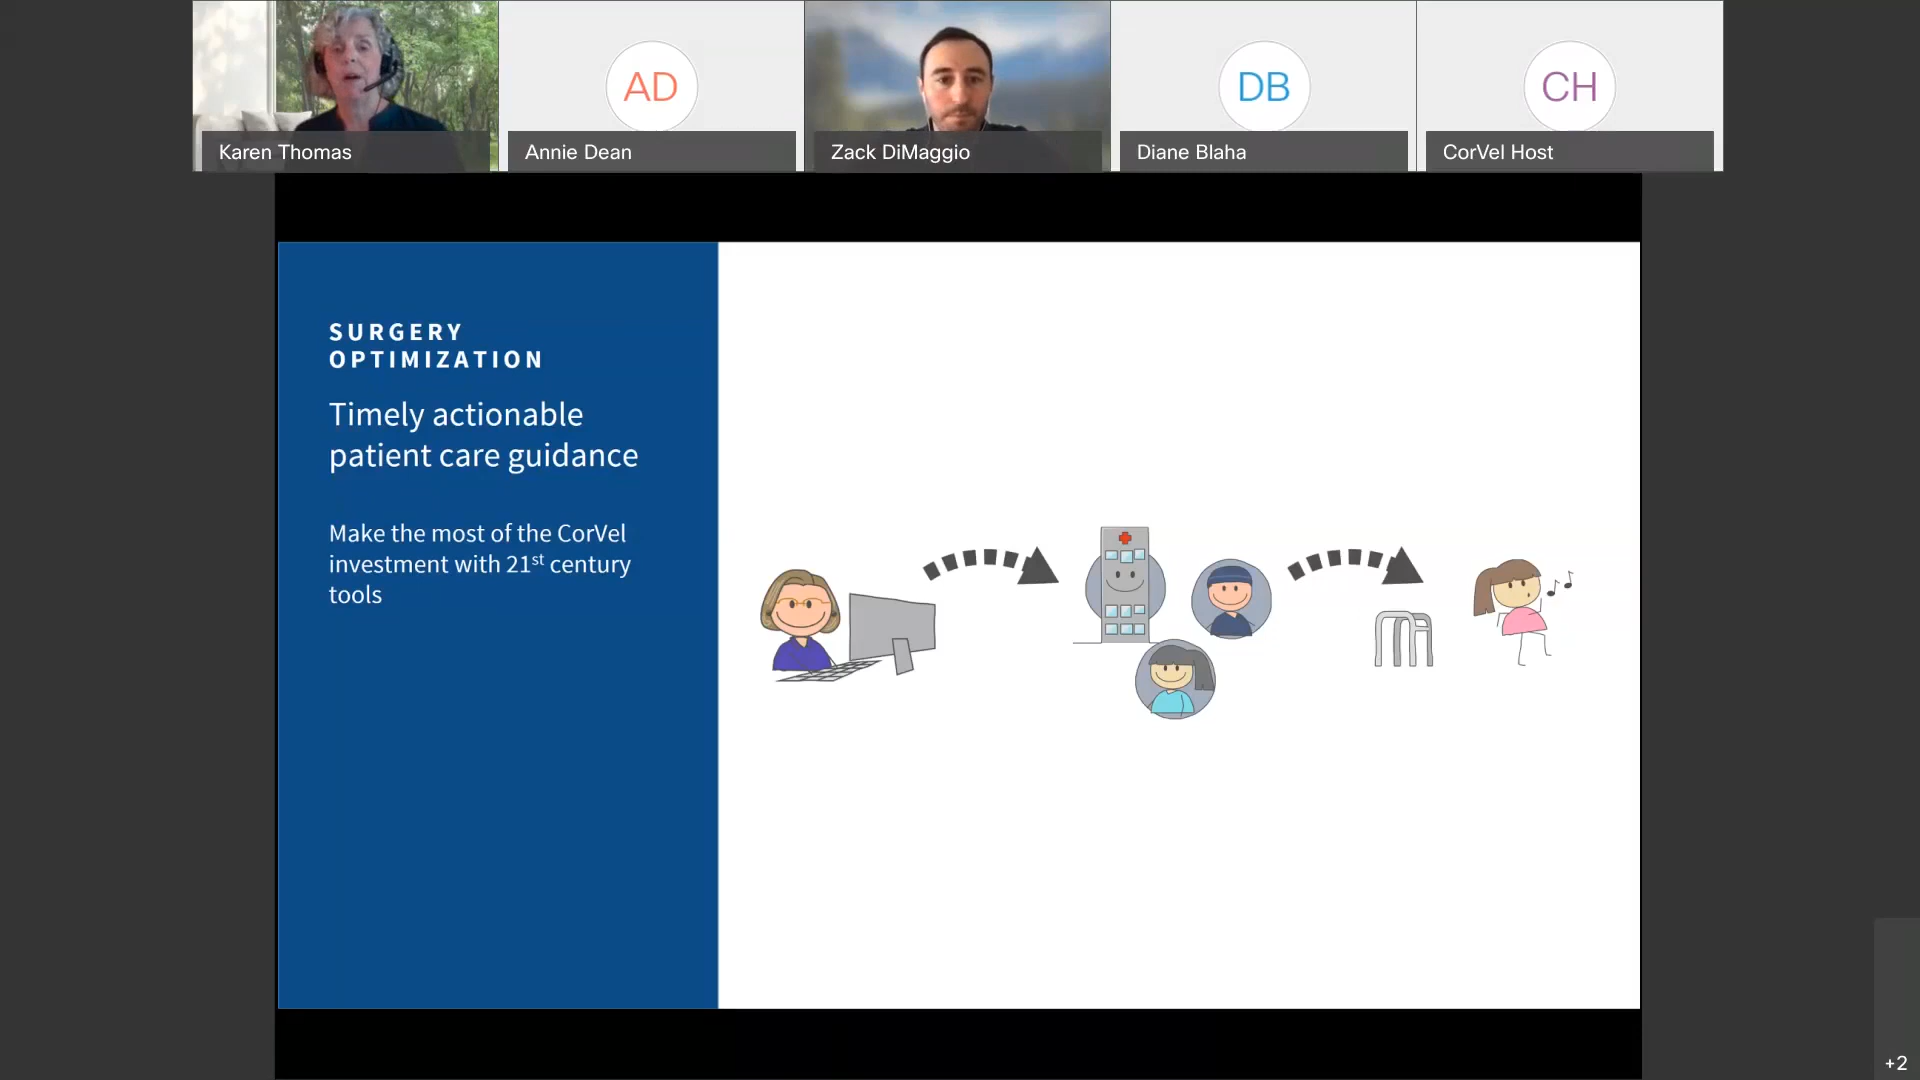 Karen Thomas
AD
Annie Dean
Zack DiMaggio
DB
Diane Blaha
CH
CorVel Host
SURGERY
OPTIMIZATION
Timely actionable
patient care guidance
Make the most of the CorVel
investment with 21st century
tools
+2